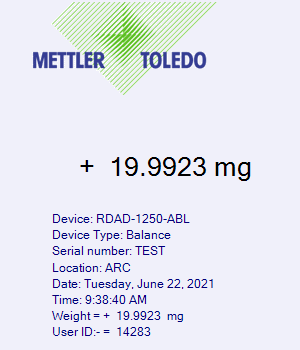 METTLER TOLEDO
+ 19.9923 mg
Device: RDAD-1250-ABL
Device Type: Balance
Serial number: TEST
Location: ARC
Date: Tuesday, June 22, 2021
Time: 9:38:40 AM
Weight = + 19.9923 mg
User ID:- = 14283